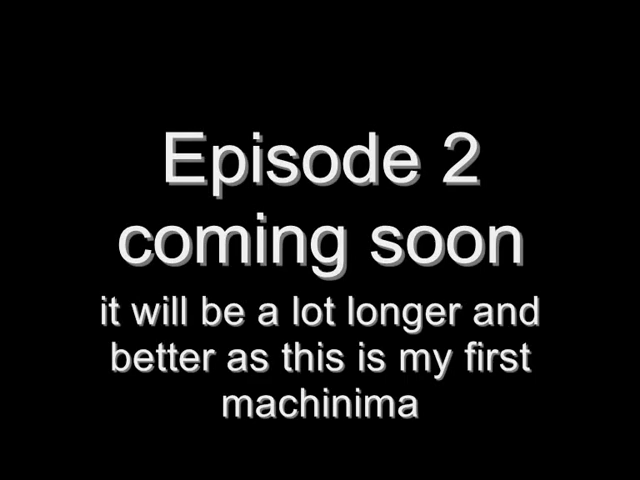 Episode 2
coming soon
it will be a lot longer and
better as this is my first
machinima